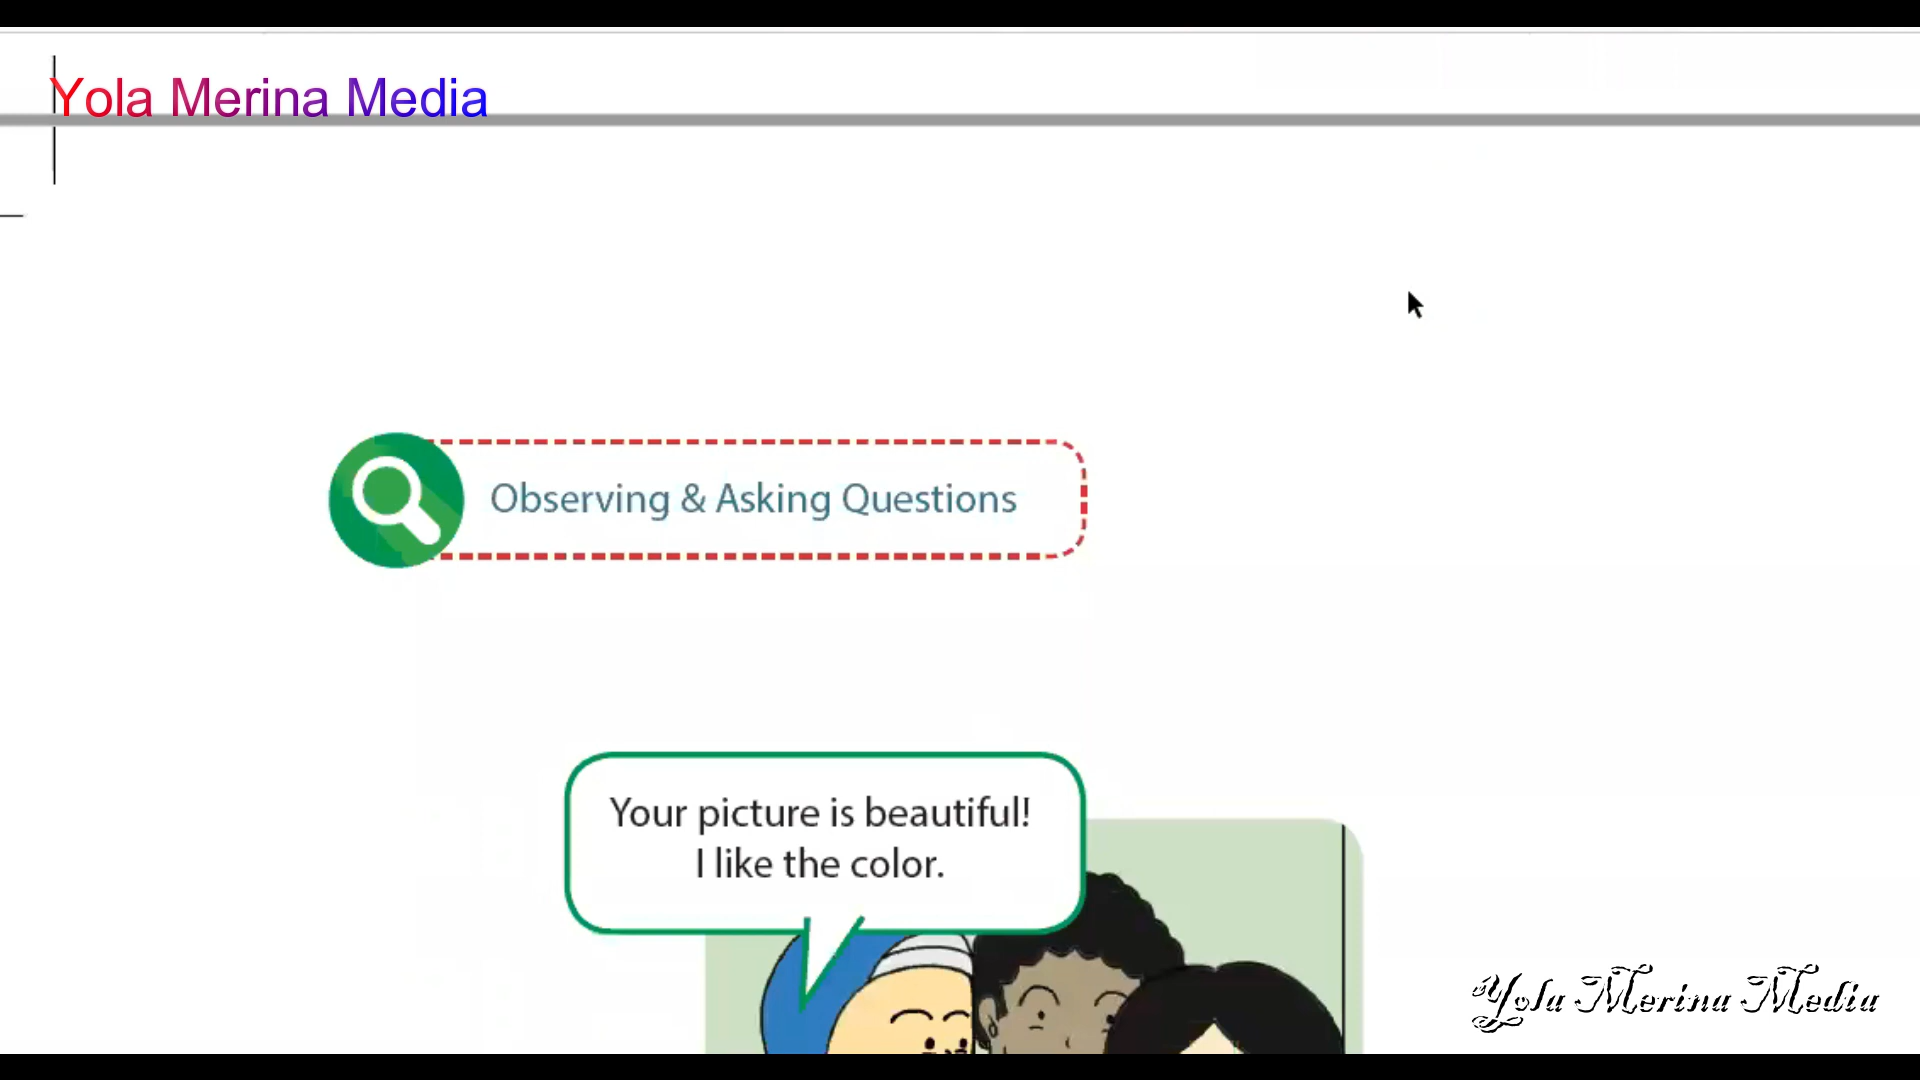 Yola Merina Media
Observing & Asking Questions
Your picture is beautiful!
I like the color.
Yola Merina Media